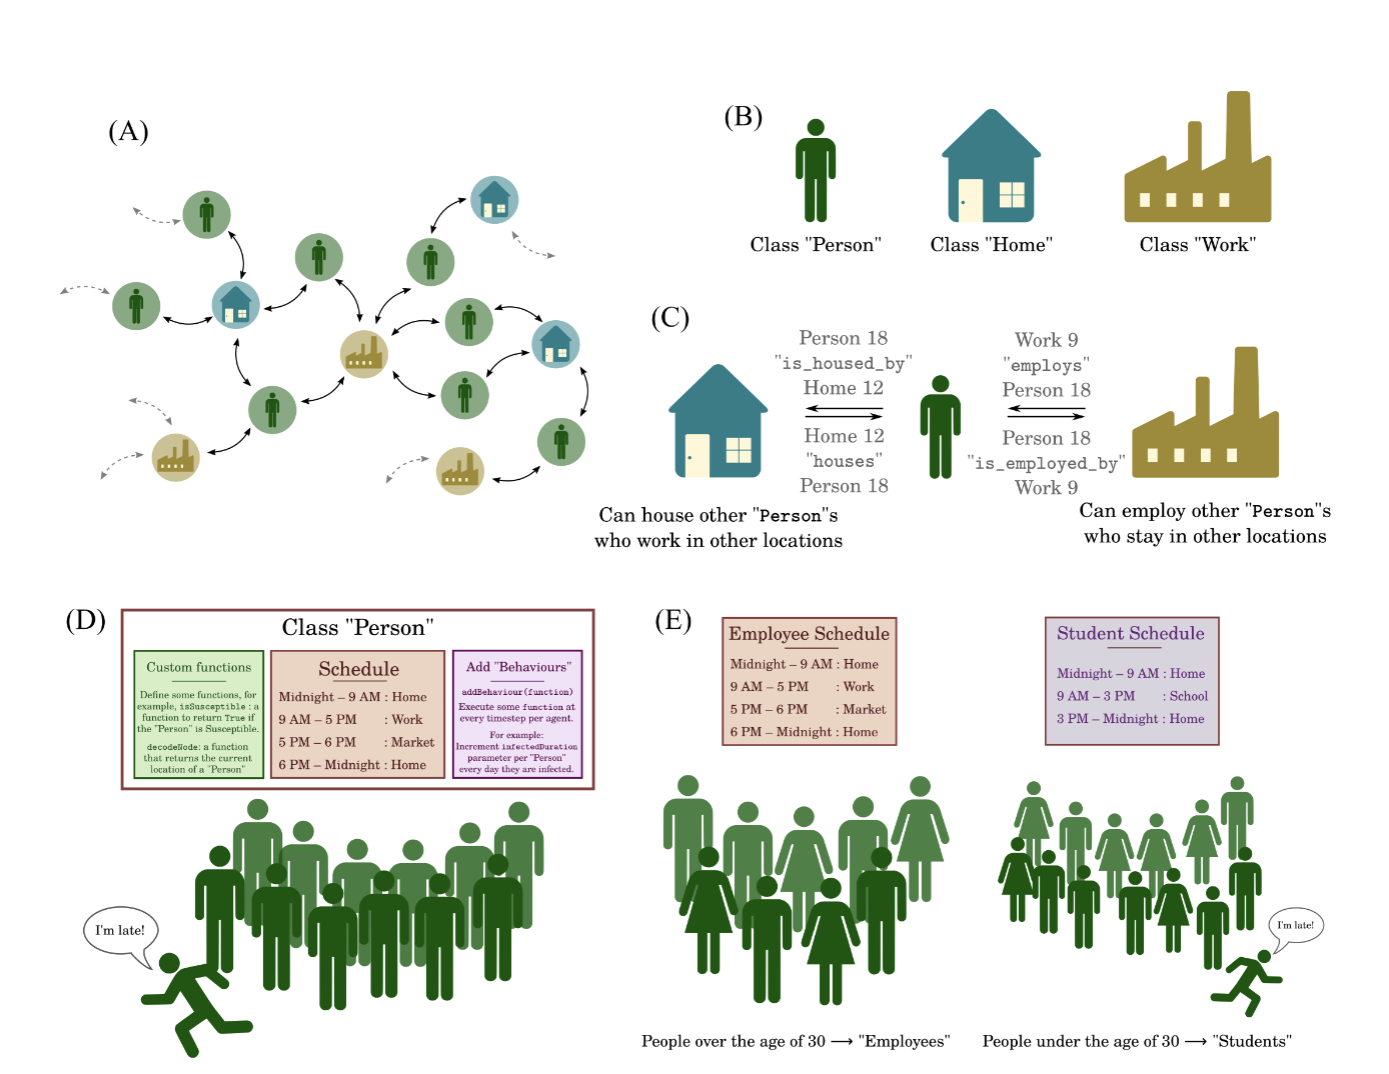 (A)
(B)
Class "Person"
Class "Home"
Class "Work"
(C)
Person 18
"is_housed_by"
Home 12
Home 12
"houses"
Person 18
Work 9
"employs"
Person 18
Person 18
"is_employed_by"
Work 9
Can house other "Person"s
who work in other locations
Can employ other "Person"s
who stay in other locations
(D)
Class "Person"
Custom functions
Define some functions, for
example, isSusceptible : a
function to return True if
the "Person" is Susceptible.
decodeNode: a function
that returns the current
location of a "Person"
Schedule
Midnight – 9 AM : Home
9 AM – 5 PM : Work
5 PM – 6 PM : Market
6 PM – Midnight : Home
Add "Behaviours"
addBehaviour(function)
Execute some function at
every timestep per agent.
For example:
Increment infectedDuration
parameter per "Person"
every day they are infected.
I'm late!
(E)
Employee Schedule
Midnight – 9 AM : Home
9 AM – 5 PM : Work
5 PM – 6 PM : Market
6 PM – Midnight : Home
Student Schedule
Midnight – 9 AM : Home
9 AM – 3 PM : School
3 PM – Midnight : Home
I'm late!
People over the age of 30 ⟶ "Employees"
People under the age of 30 ⟶ "Students"